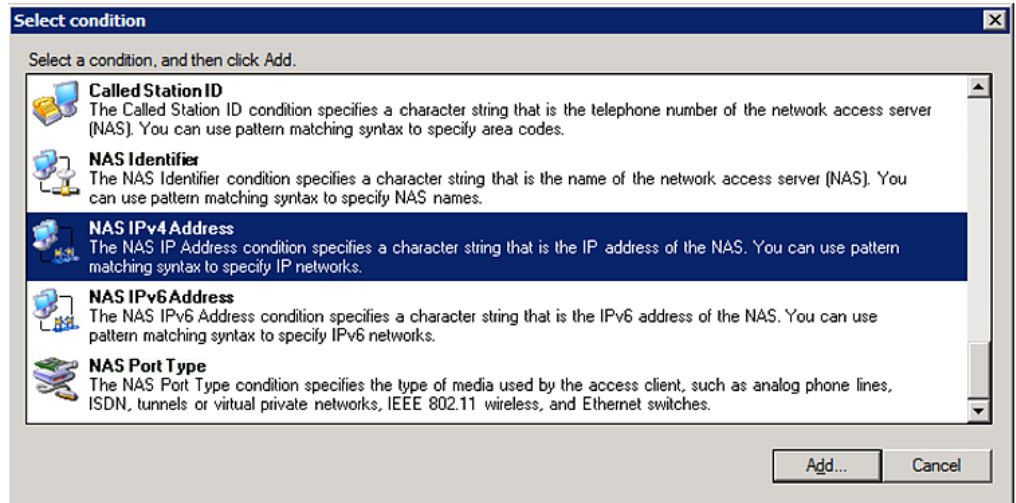 Select condition
Select a condition, and then click Add.
Called Station ID
The Called Station ID condition specifies a character string that is the telephone number of the network access server
(NAS). You can use pattern matching syntax to specify area codes.
NAS Identifier
The NAS Identifier condition specifies a character string that is the name of the network access server (NAS). You
can use pattern matching syntax to specify NAS names.
NAS IPv4 Address
The NAS IP Address condition specifies a character string that is the IP address of the NAS. You can use pattern
matching syntax to specify IP networks.
NAS IPv6 Address
The NAS IPv6 Address condition specifies a character string that is the IPv6 address of the NAS. You can use
pattern matching syntax to specify IPv6 networks.
NAS Port Type
The NAS Port Type condition specifies the type of media used by the access client, such as analog phone lines,
ISDN, tunnels or virtual private networks, IEEE 802.11 wireless, and Ethernet switches.
Add... Cancel